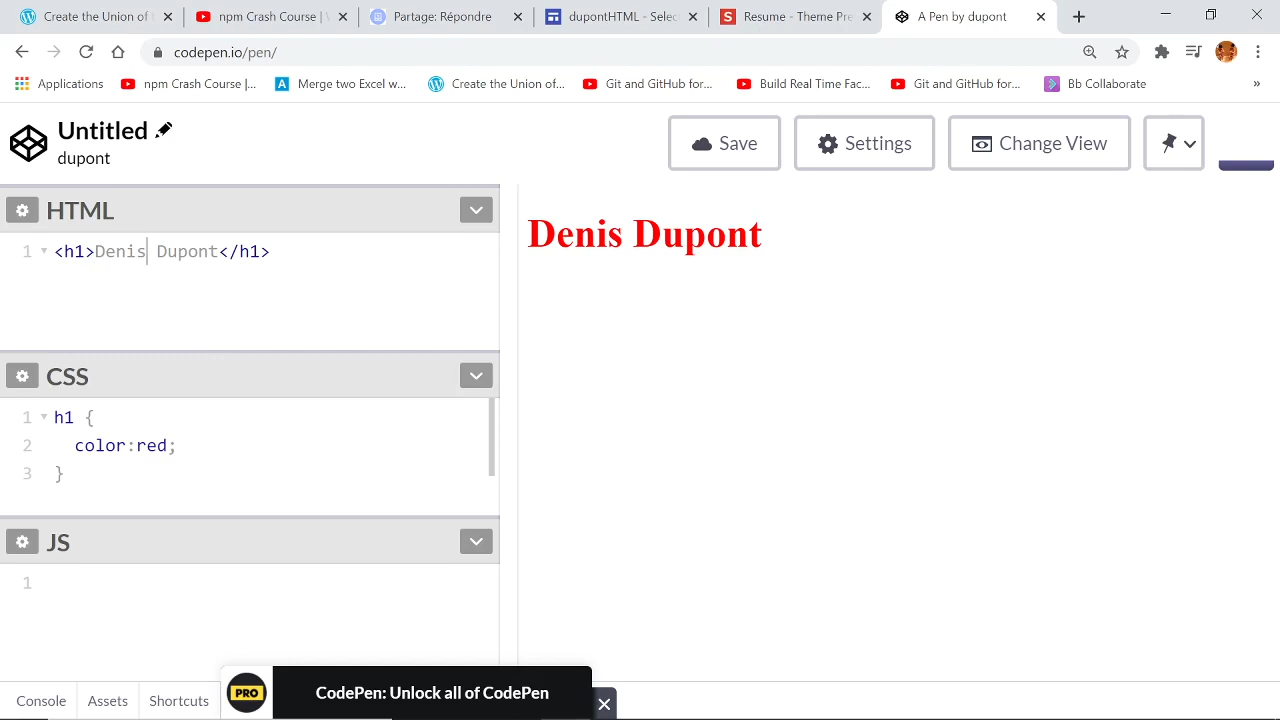 Create the Union of
npm Crash Course | \
Partage: Répondre
dupontHTML - Selec
Resume - Theme Pre
A Pen by dupont
codepen.io/pen/
Applications
npm Crash Course |...
Merge two Excel w...
Create the Union of...
Git and GitHub for...
Build Real Time Fac...
Git and GitHub for...
Bb Collaborate
»
Untitled
dupont
Save
Settings
Change View
HTML
1 <h1>Denis Dupont</h1>
CSS
1 h1 {
2 color:red;
3 }
JS
1
Denis Dupont
Console
Assets
Shortcuts
PRO
CodePen: Unlock all of CodePen